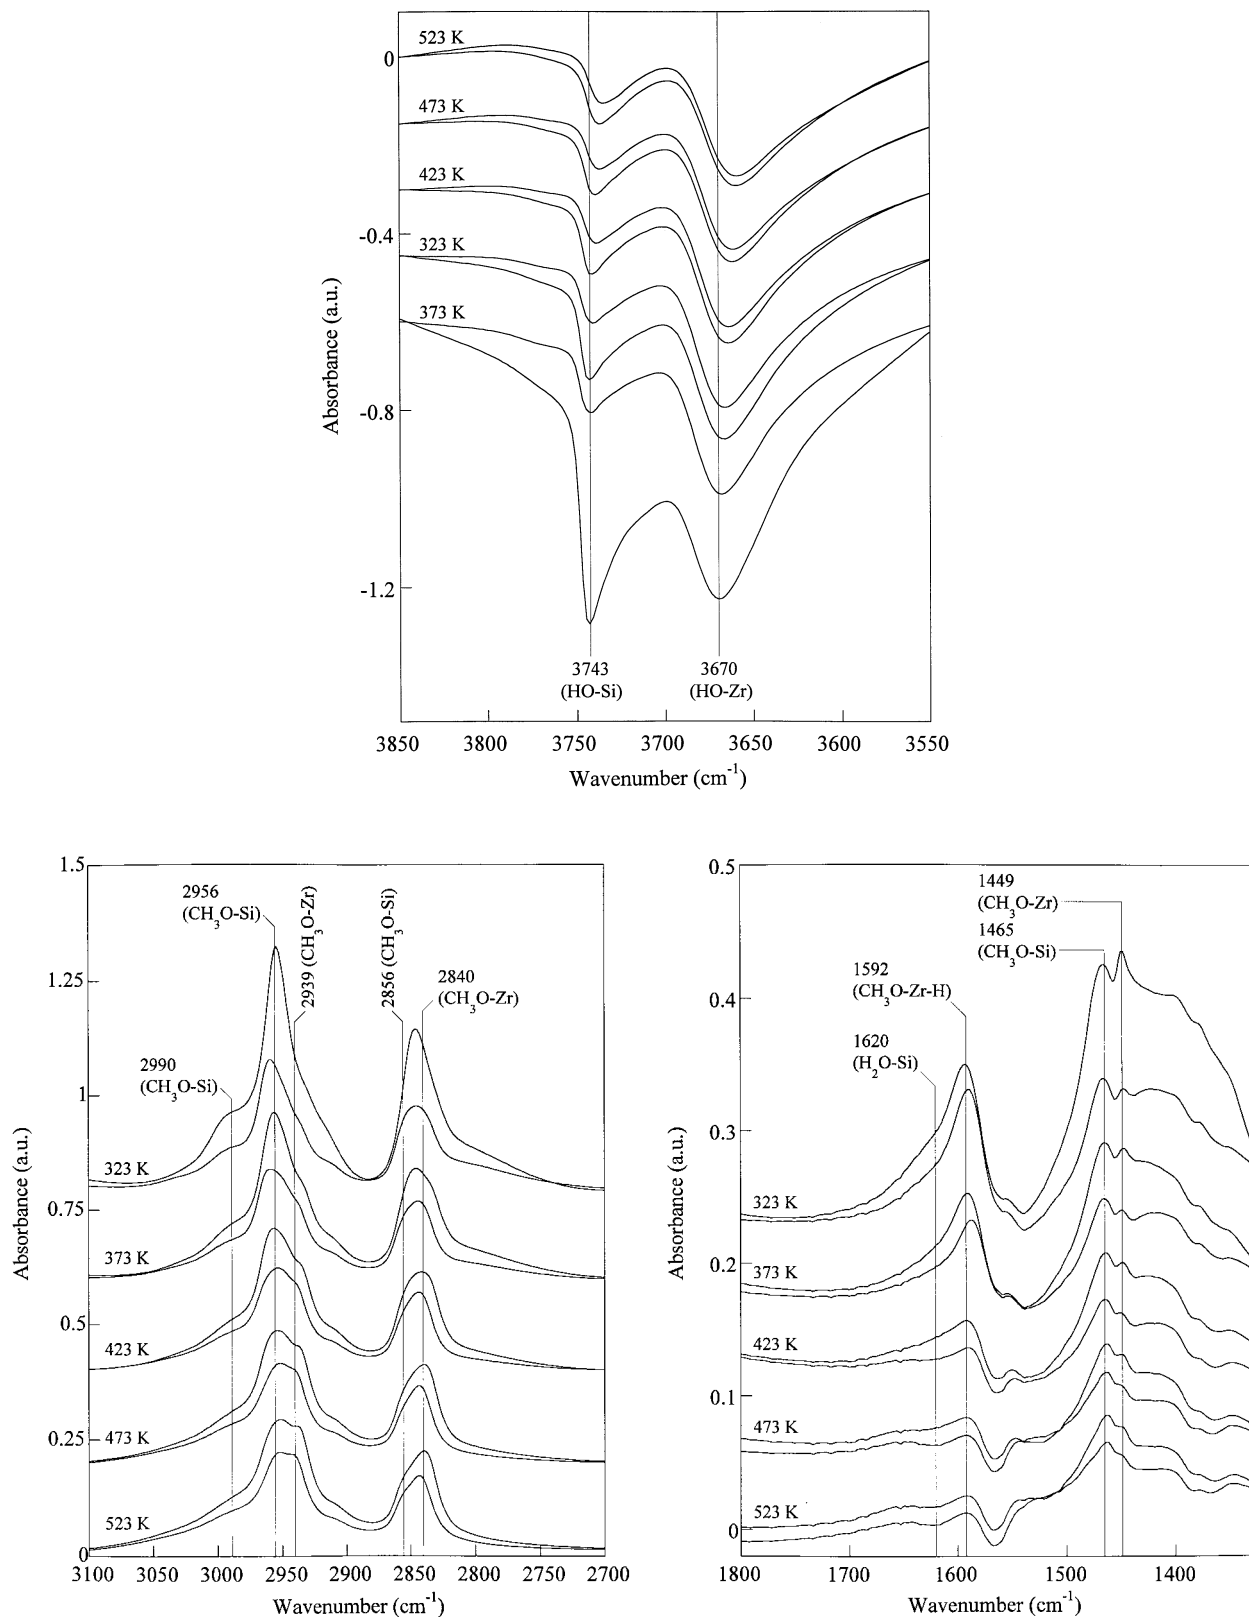 523 K
0
473 K
423 K
-0.4
323 K
373 K
Absorbance (a.u.)
-0.8
-1.2
3743
(HO-Si)
3670
(HO-Zr)
3850 3800 3750 3700 3650 3600 3550
Wavenumber (cm⁻¹)
1.5
2956
(CH₃O-Si)
2939 (CH₃O-Zr)
2856 (CH₃O-Si)
2840
(CH₃O-Zr)
1.25
2990
(CH₃O-Si)
1
323 K
0.75
373 K
Absorbance (a.u.)
0.5
423 K
0.25
473 K
523 K
0
3100 3050 3000 2950 2900 2850 2800 2750 2700
Wavenumber (cm⁻¹)
0.5
1449
(CH₃O-Zr)
1465
(CH₃O-Si)
1592
(CH₃O-Zr-H)
1620
(H₂O-Si)
0.4
0.3
323 K
373 K
0.2
Absorbance (a.u.)
423 K
0.1
473 K
523 K
0
1800 1700 1600 1500 1400
Wavenumber (cm⁻¹)